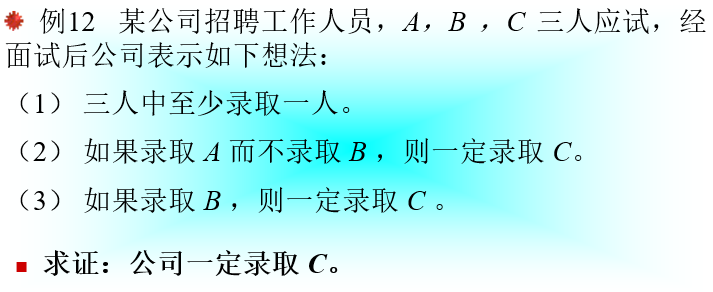 例12 某公司招聘工作人员，A，B ，C 三人应试，经
面试后公司表示如下想法：
（1） 三人中至少录取一人。
（2） 如果录取 A 而不录取 B ，则一定录取 C。
（3） 如果录取 B ，则一定录取 C 。
求证：公司一定录取 C。